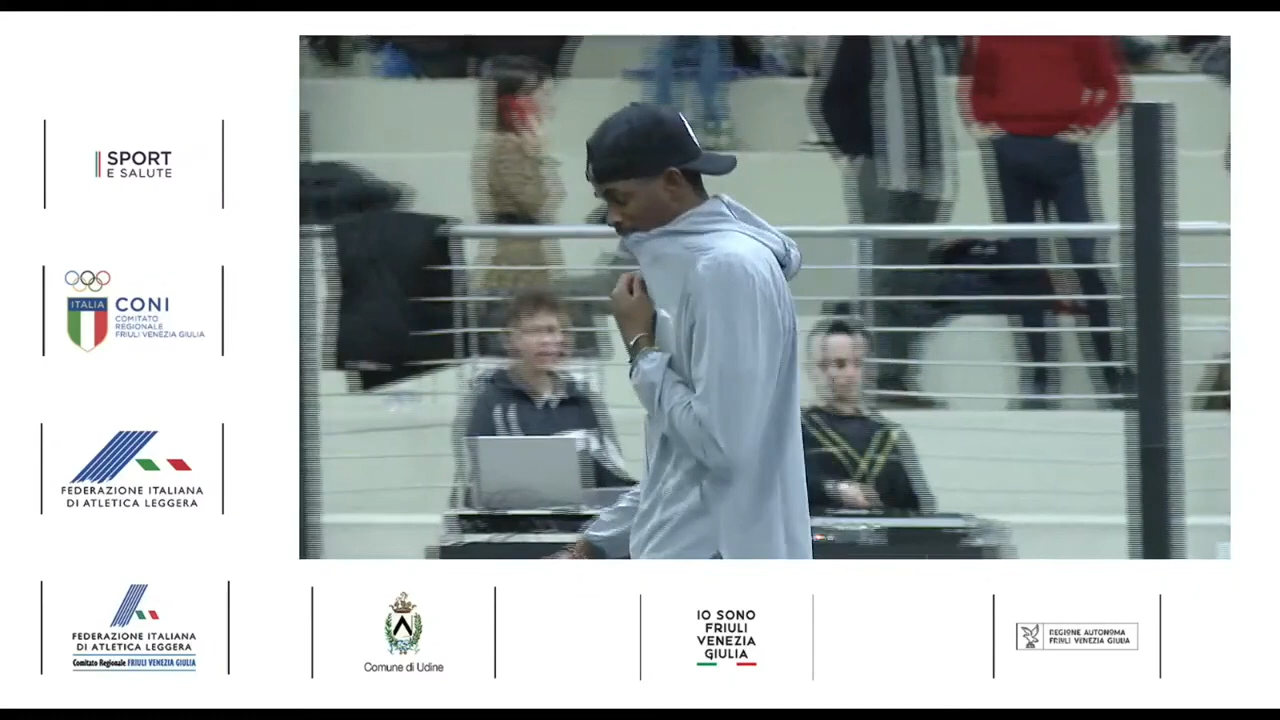 SPORT
E SALUTE
ITALIA
CONI
COMITATO
REGIONALE
FRIULI VENEZIA GIULIA
FEDERAZIONE ITALIANA
DI ATLETICA LEGGERA
FEDERAZIONE ITALIANA
DI ATLETICA LEGGERA
Comitato Regionale FRIULI VENEZIA GIULIA
Comune di Udine
IO SONO
FRIULI
VENEZIA
GIULIA
REGIONE AUTONOMA
FRIULI VENEZIA GIULIA